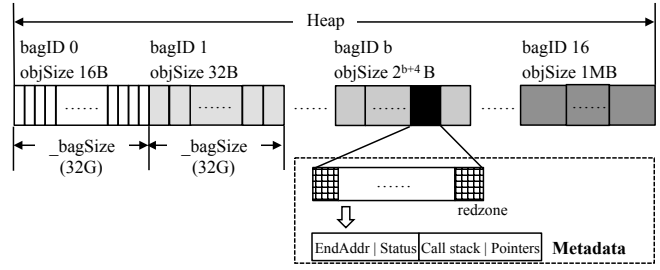 Heap
bagID 0
objSize 16B
bagID 1
objSize 32B
bagID b
objSize 2^{b+4} B
bagID 16
objSize 1MB
......
......
......
......
......
......
_bagSize
(32G)
_bagSize
(32G)
......
redzone
EndAddr | Status
Call stack | Pointers
Metadata